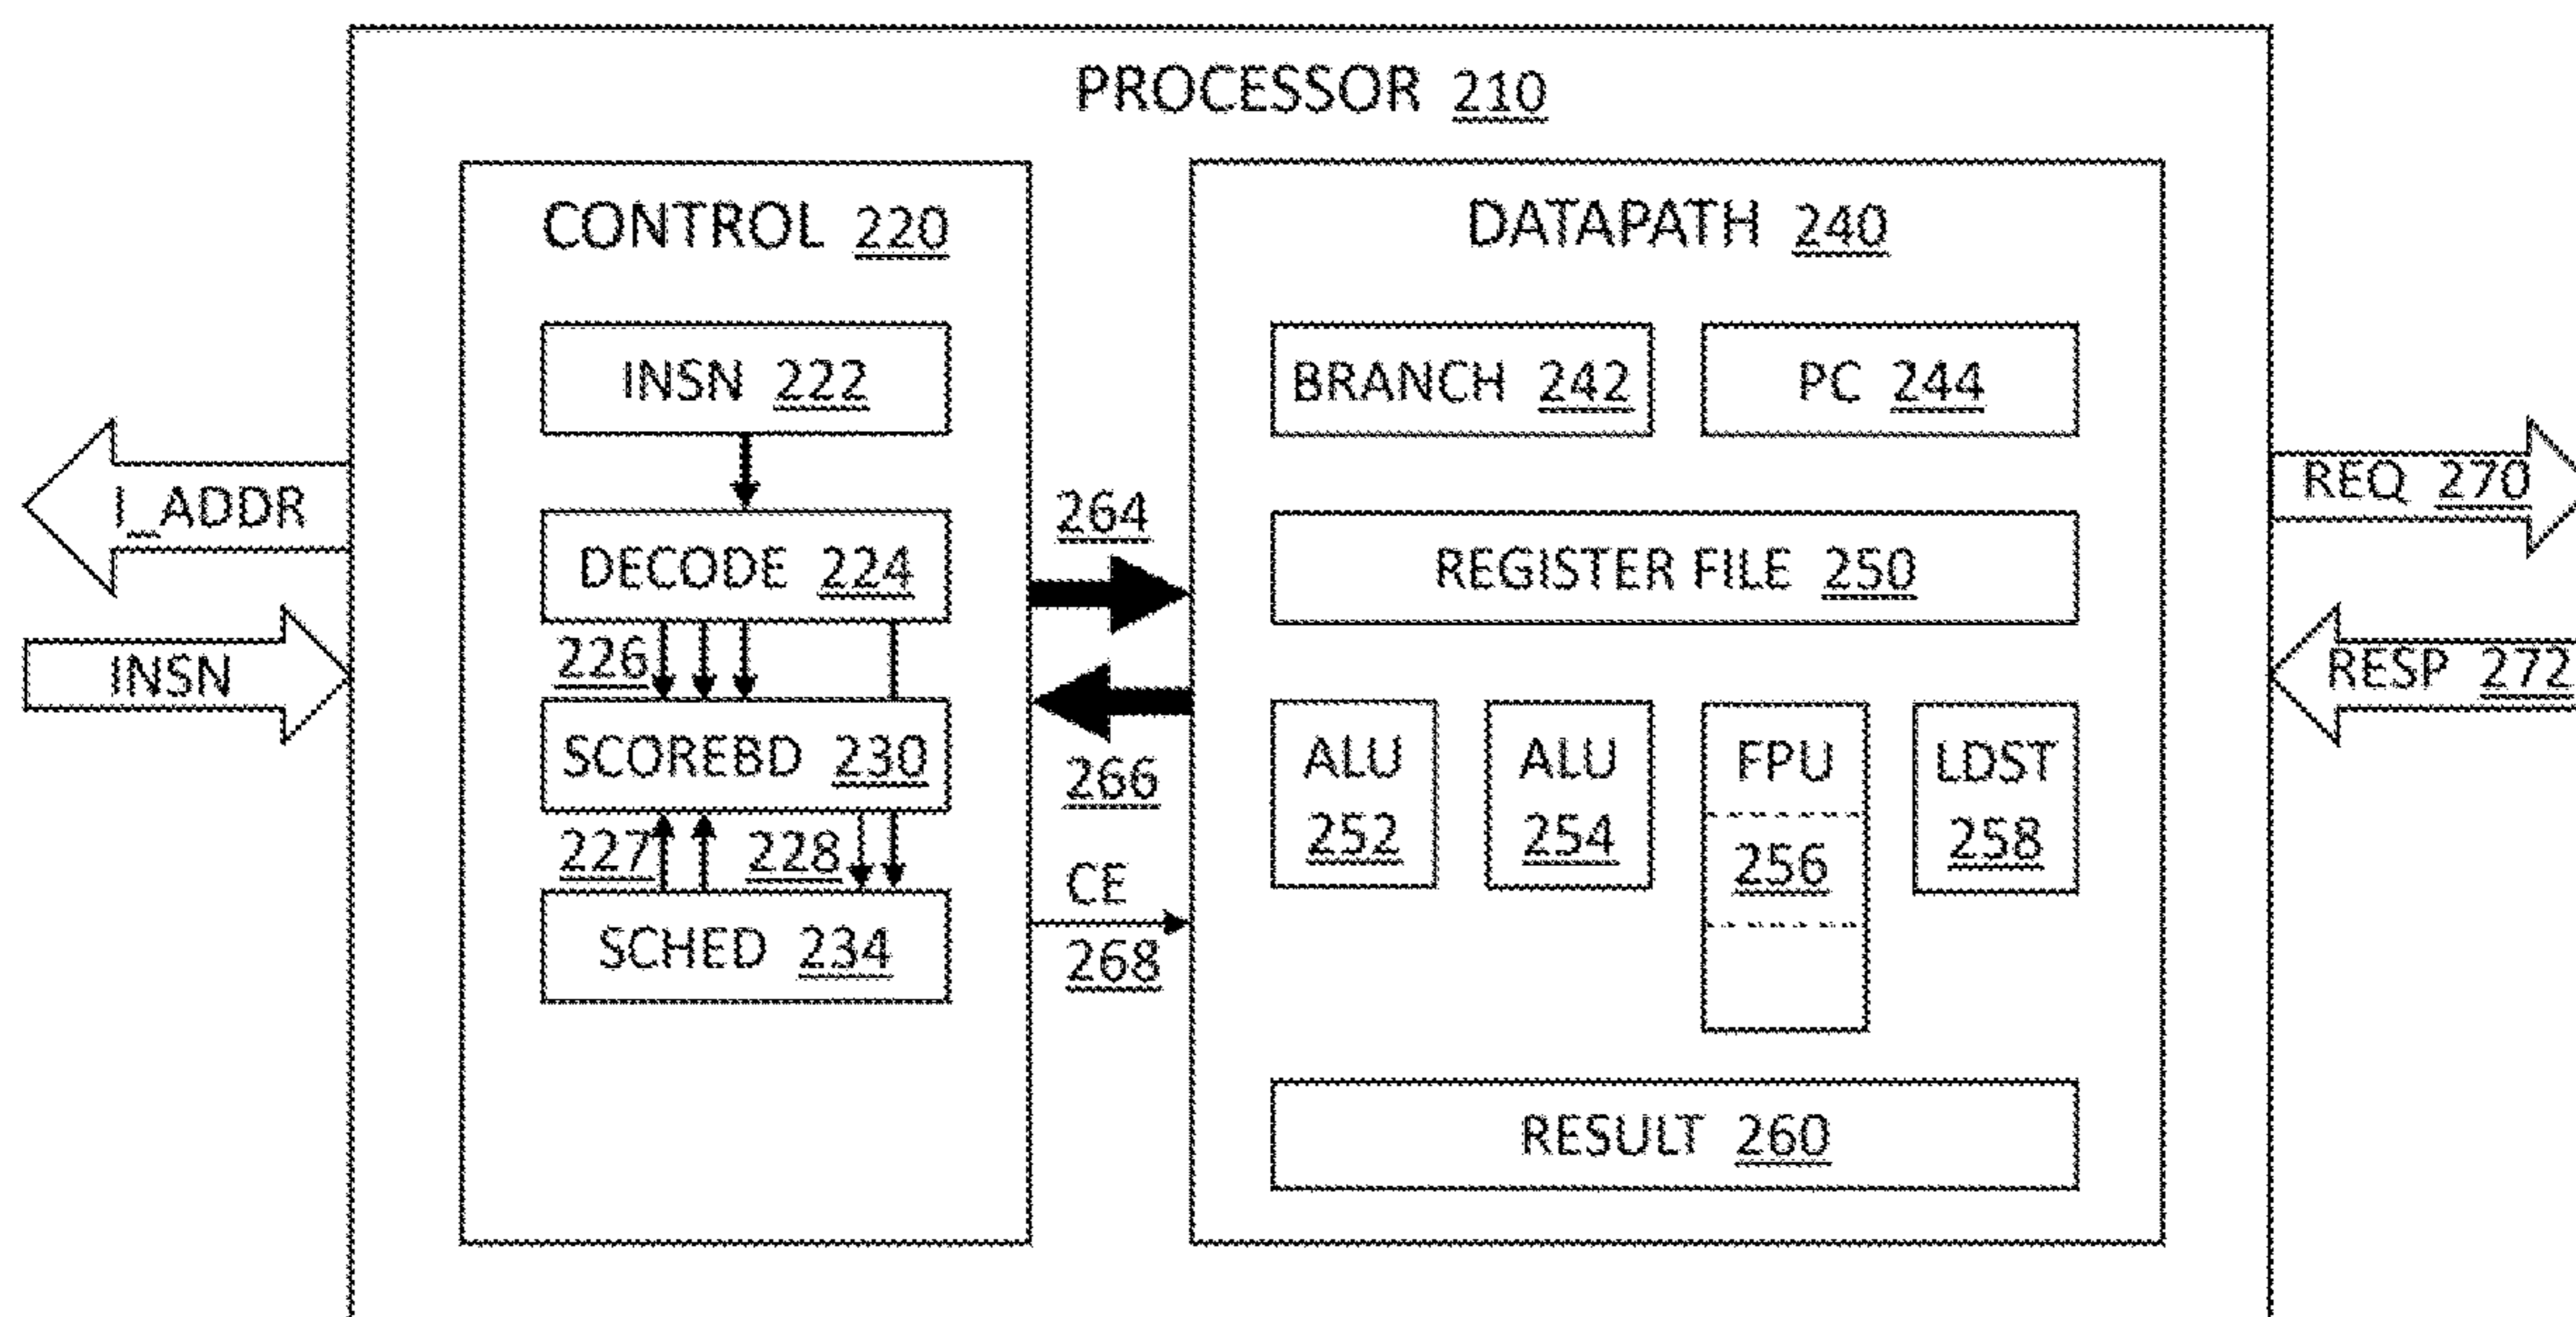 PROCESSOR 210
CONTROL 220
INSN 222
DECODE 224
226
SCOREBD 230
227
228
SCHED 234
I_ADDR
INSN
264
266
CE
268
DATAPATH 240
BRANCH 242
PC 244
REGISTER FILE 250
ALU
252
ALU
254
FPU
256
LDST
258
RESULT 260
REQ 270
RESP 272